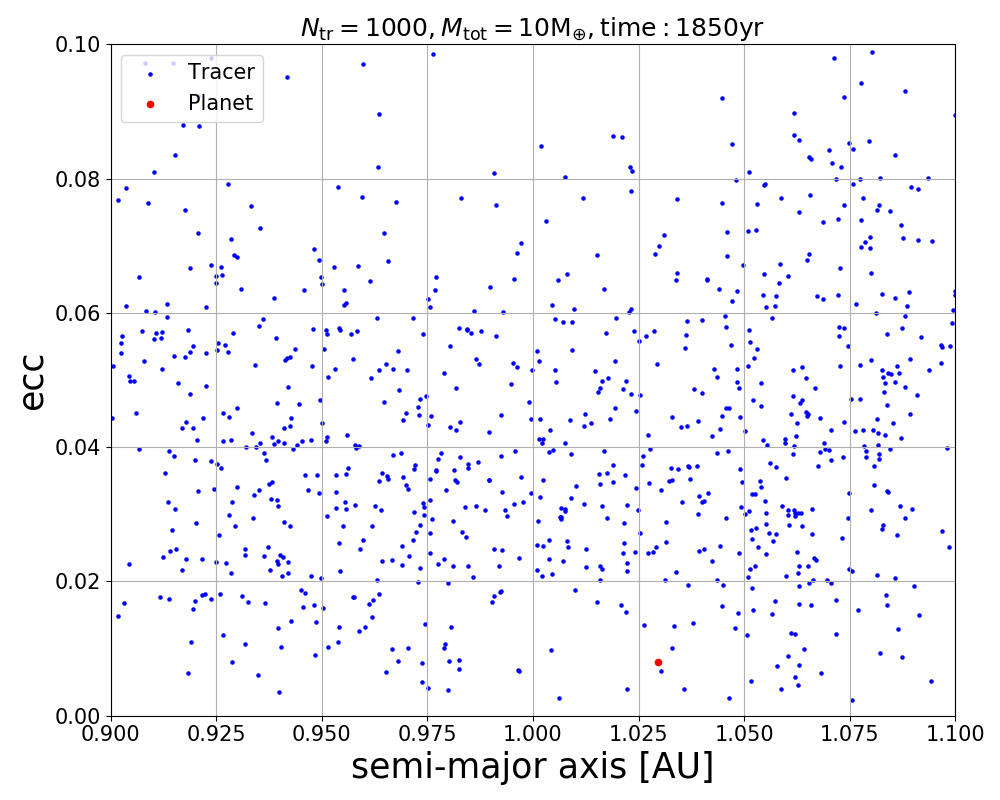 N_tr = 1000, M_tot = 10M_⊕, time : 1850yr
Tracer
Planet
ecc
0.10
0.08
0.06
0.04
0.02
0.00
0.900 0.925 0.950 0.975 1.000 1.025 1.050 1.075 1.100
semi-major axis [AU]